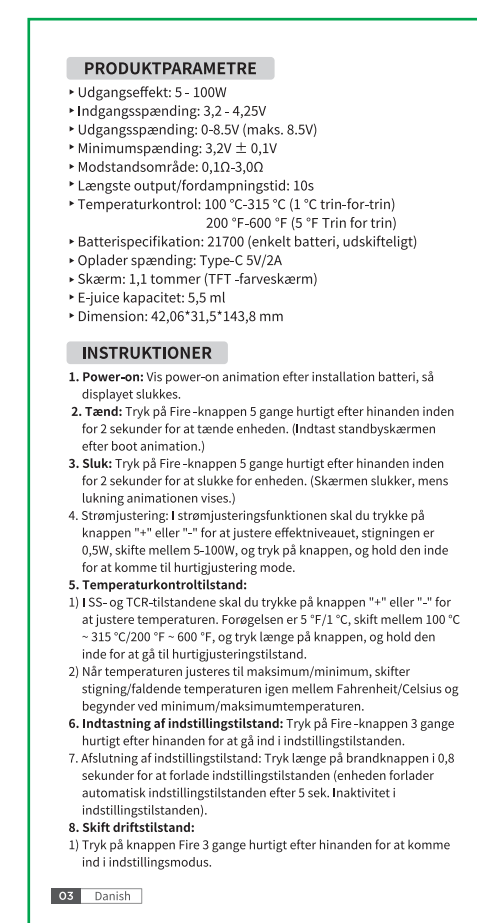 PRODUKTPARAMETRE
‣ Udgangseffekt: 5 - 100W
‣ Indgangsspænding: 3,2 - 4,25V
‣ Udgangsspænding: 0-8.5V (maks. 8.5V)
‣ Minimumspænding: 3,2V ± 0,1V
‣ Modstandsområde: 0,1Ω-3,0Ω
‣ Længste output/fordampningstid: 10s
‣ Temperaturkontrol: 100 °C-315 °C (1 °C trin-for-trin)
200 °F-600 °F (5 °F Trin for trin)
‣ Batterispecifikation: 21700 (enkelt batteri, udskifteligt)
‣ Oplader spænding: Type-C 5V/2A
‣ Skærm: 1,1 tommer (TFT -farveskærm)
‣ E-juice kapacitet: 5,5 ml
‣ Dimension: 42,06*31,5*143,8 mm
INSTRUKTIONER
1. Power-on: Vis power-on animation efter installation batteri, så
displayet slukkes.
2. Tænd: Tryk på Fire -knappen 5 gange hurtigt efter hinanden inden
for 2 sekunder for at tænde enheden. (Indtast standbyskærmen
efter boot animation.)
3. Sluk: Tryk på Fire -knappen 5 gange hurtigt efter hinanden inden
for 2 sekunder for at slukke for enheden. (Skærmen slukker, mens
lukning animationen vises.)
4. Strømjustering: I strømjusteringsfunktionen skal du trykke på
knappen "+" eller "-" for at justere effektniveauet, stigningen er
0,5W, skifte mellem 5-100W, og tryk på knappen, og hold den inde
for at komme til hurtigjustering mode.
5. Temperaturkontroltilstand:
1) I SS- og TCR-tilstandene skal du trykke på knappen "+" eller "-" for
at justere temperaturen. Forøgelsen er 5 °F/1 °C, skift mellem 100 °C
~ 315 °C/200 °F ~ 600 °F, og tryk længe på knappen, og hold den
inde for at gå til hurtigjusteringstilstand.
2) Når temperaturen justeres til maksimum/minimum, skifter
stigning/faldende temperaturen igen mellem Fahrenheit/Celsius og
begynder ved minimum/maksimumtemperaturen.
6. Indtastning af indstillingstilstand: Tryk på Fire -knappen 3 gange
hurtigt efter hinanden for at gå ind i indstillingstilstanden.
7. Afslutning af indstillingstilstand: Tryk længe på brandknappen i 0,8
sekunder for at forlade indstillingstilstanden (enheden forlader
automatisk indstillingstilstanden efter 5 sek. Inaktivitet i
indstillingstilstanden).
8. Skift driftstilstand:
1) Tryk på knappen Fire 3 gange hurtigt efter hinanden for at komme
ind i indstillingsmodus.
03 Danish